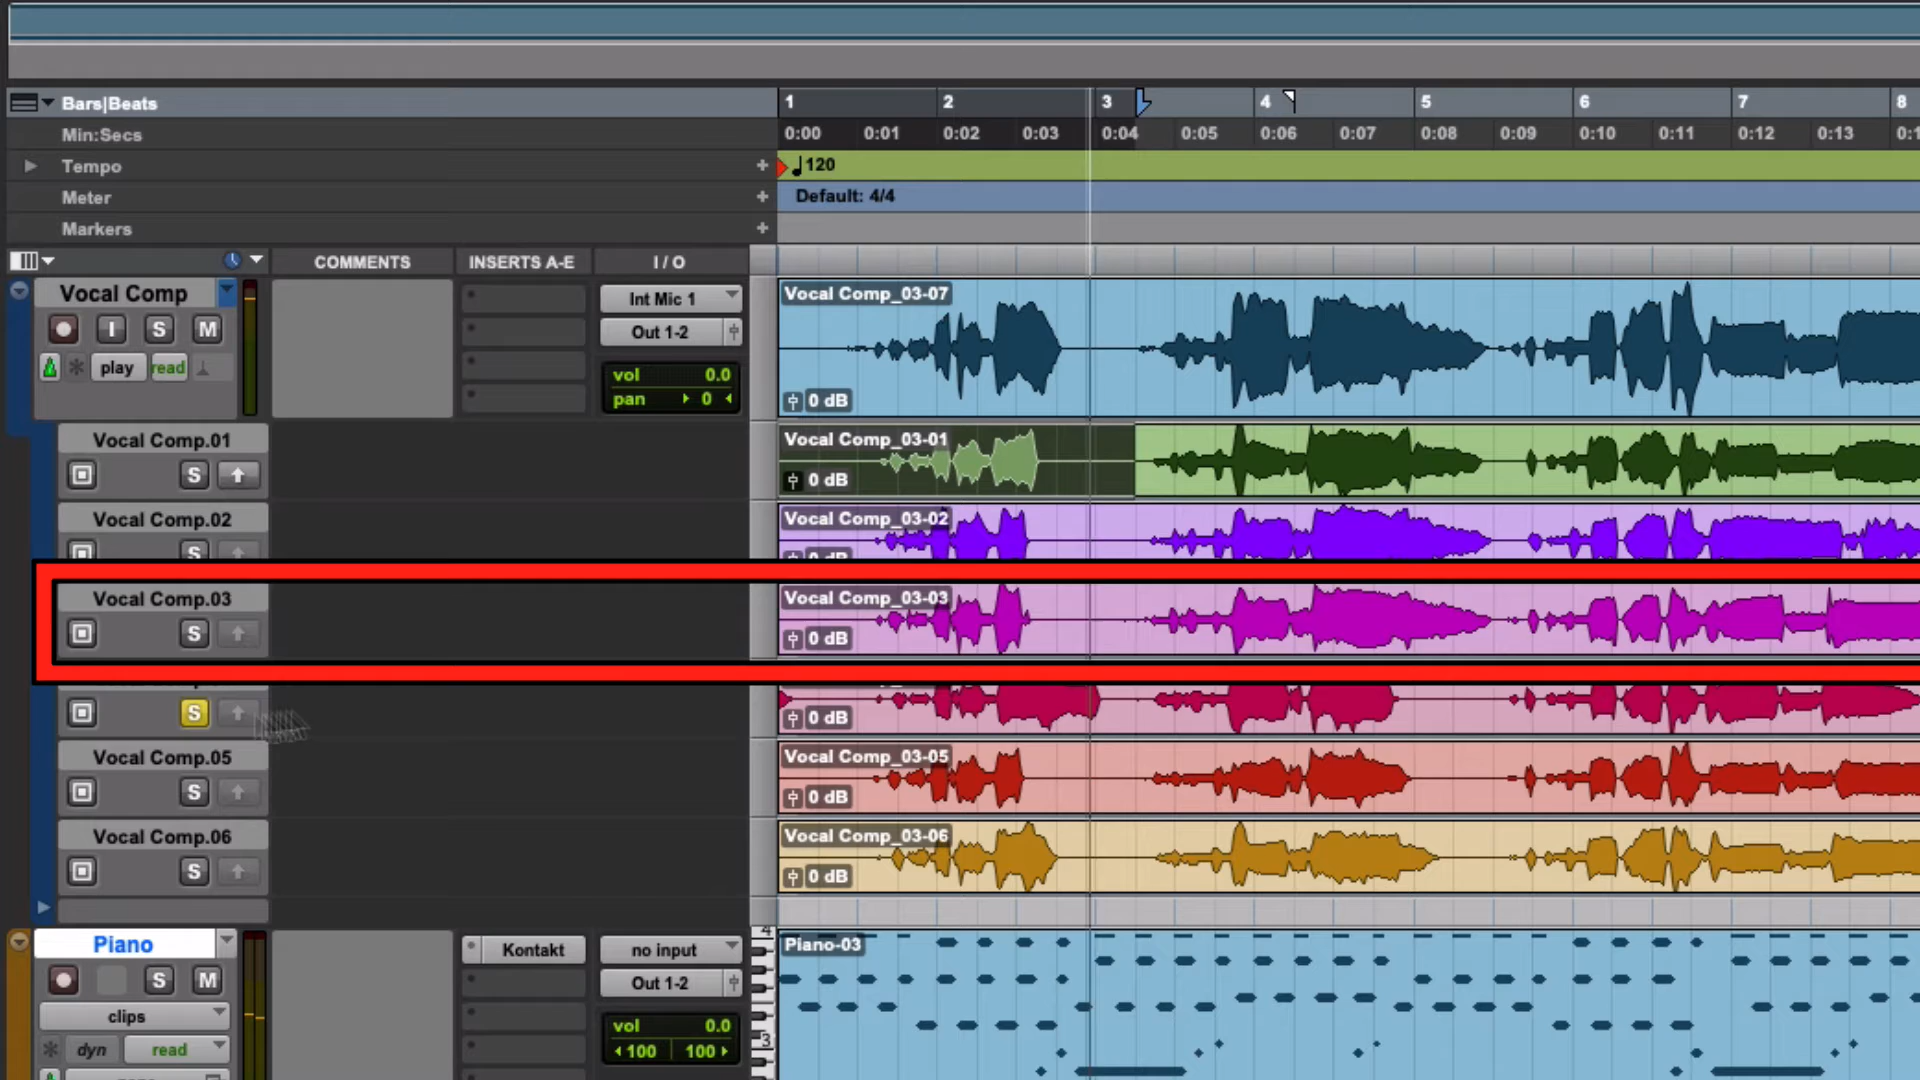 Bars|Beats
1 2 3 4 5 6 7 8
Min:Secs
0:00 0:01 0:02 0:03 0:04 0:05 0:06 0:07 0:08 0:09 0:10 0:11 0:12 0:13
Tempo +
120
Meter +
Default: 4/4
Markers +
COMMENTS INSERTS A-E I / O
Vocal Comp
I S M
play read
Int Mic 1
Out 1-2
vol 0.0
pan 0
Vocal Comp_03-07
0 dB
Vocal Comp.01
S
Vocal Comp_03-01
0 dB
Vocal Comp.02
S
Vocal Comp_03-02
0 dB
Vocal Comp.03
S
Vocal Comp_03-03
0 dB
S
0 dB
Vocal Comp.05
S
Vocal Comp_03-05
0 dB
Vocal Comp.06
S
Vocal Comp_03-06
0 dB
Piano
S M
clips
dyn read
Kontakt
no input
Out 1-2
vol 0.0
100 100
4
3
Piano-03